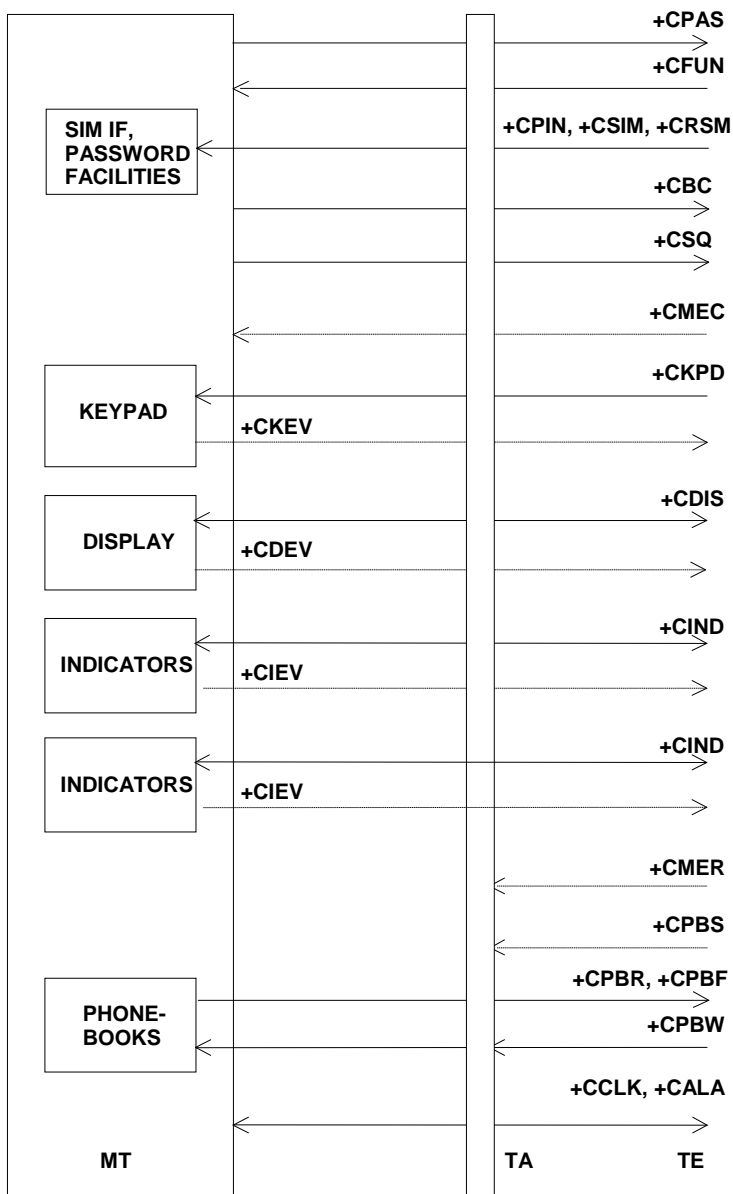 +CPAS
+CFUN
SIM IF,
PASSWORD
FACILITIES
+CPIN, +CSIM, +CRSM
+CBC
+CSQ
+CMEC
+CKPD
KEYPAD
+CKEV
+CDIS
DISPLAY
+CDEV
+CIND
INDICATORS
+CIEV
+CIND
INDICATORS
+CIEV
+CMER
+CPBS
+CPBR, +CPBF
PHONE-
BOOKS
+CPBW
+CCLK, +CALA
MT TA TE